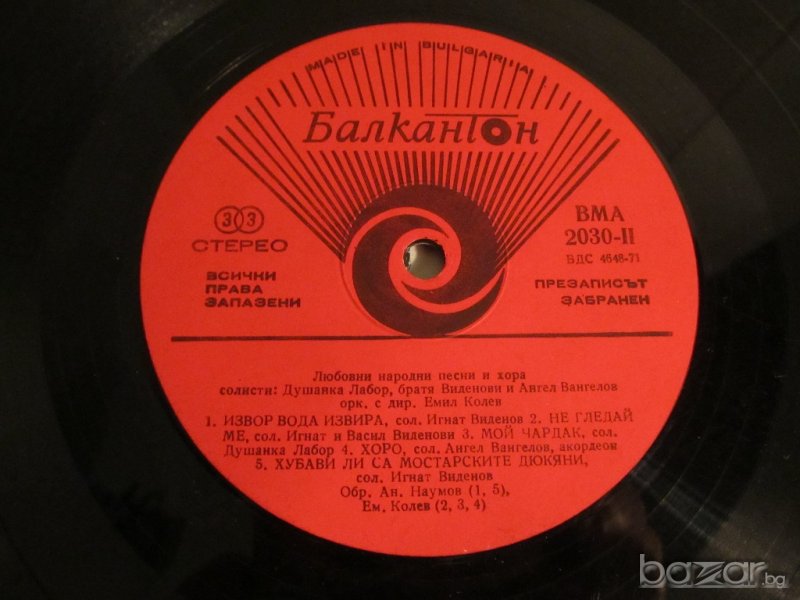 MADE IN BULGARIA
Балкантон
33
СТЕРЕО
ВСИЧКИ
ПРАВА
ЗАПАЗЕНИ
ВМА
2030-II
ВДС 4648-71
ПРЕЗАПИСЪТ
ЗАБРАНЕН
Любовни народни песни и хора
солисти: Душанка Лабор, братя Виденови и Ангел Вангелов
орк. с дир. Емил Колев
1. ИЗВОР ВОДА ИЗВИРА, сол. Игнат Виденов 2. НЕ ГЛЕДАЙ
МЕ, сол. Игнат и Васил Виденови 3. МОЙ ЧАРДАК, сол.
Душанка Лабор 4. ХОРО, сол. Ангел Вангелов, акордеон
5. ХУБАВИ ЛИ СА МОСТАРСКИТЕ ДЮКЯНИ,
сол. Игнат Виденов
Обр. Ан. Наумов (1, 5),
Ем. Колев (2, 3, 4)
bazar.bg